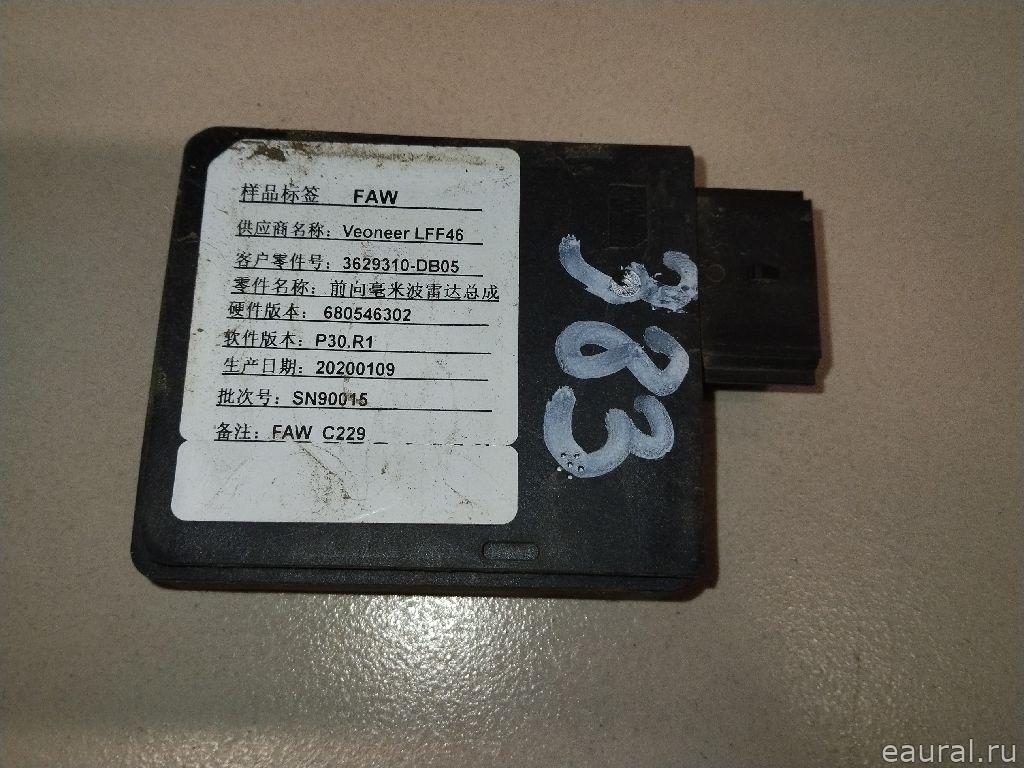 样品标签 FAW
供应商名称：Veoneer LFF46
客户零件号：3629310-DB05
零件名称：前向毫米波雷达总成
硬件版本：680546302
软件版本：P30.R1
生产日期：20200109
批次号：SN90015
备注：FAW C229
383
eaural.ru